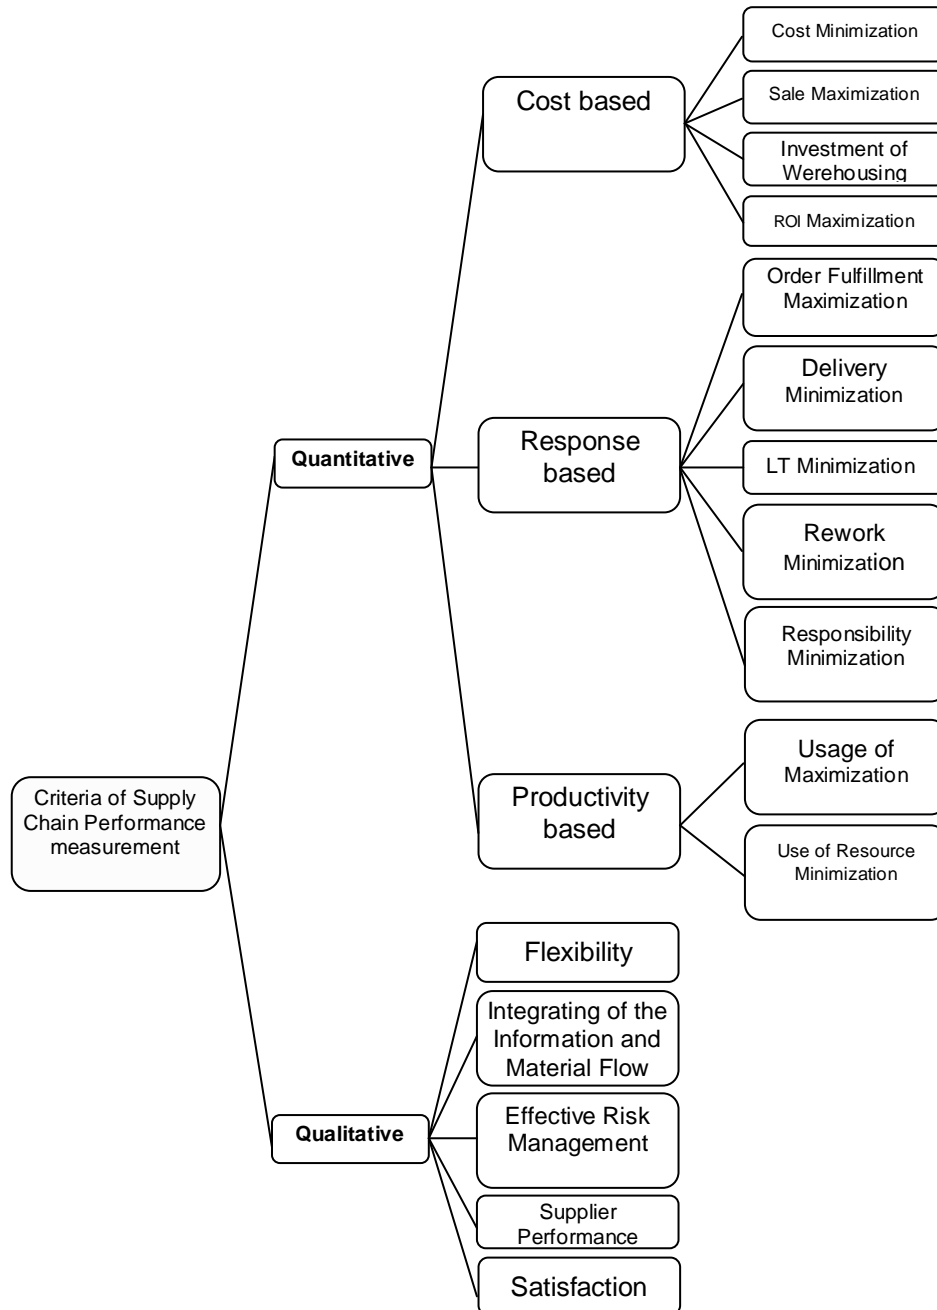 Cost Minimization
Cost based
Sale Maximization
Investment of
Werehousing
ROI Maximization
Order Fulfillment
Maximization
Delivery
Minimization
Quantitative
Response
based
LT Minimization
Rework
Minimization
Responsibility
Minimization
Usage of
Maximization
Criteria of Supply
Chain Performance
measurement
Productivity
based
Use of Resource
Minimization
Flexibility
Integrating of the
Information and
Material Flow
Qualitative
Effective Risk
Management
Supplier
Performance
Satisfaction